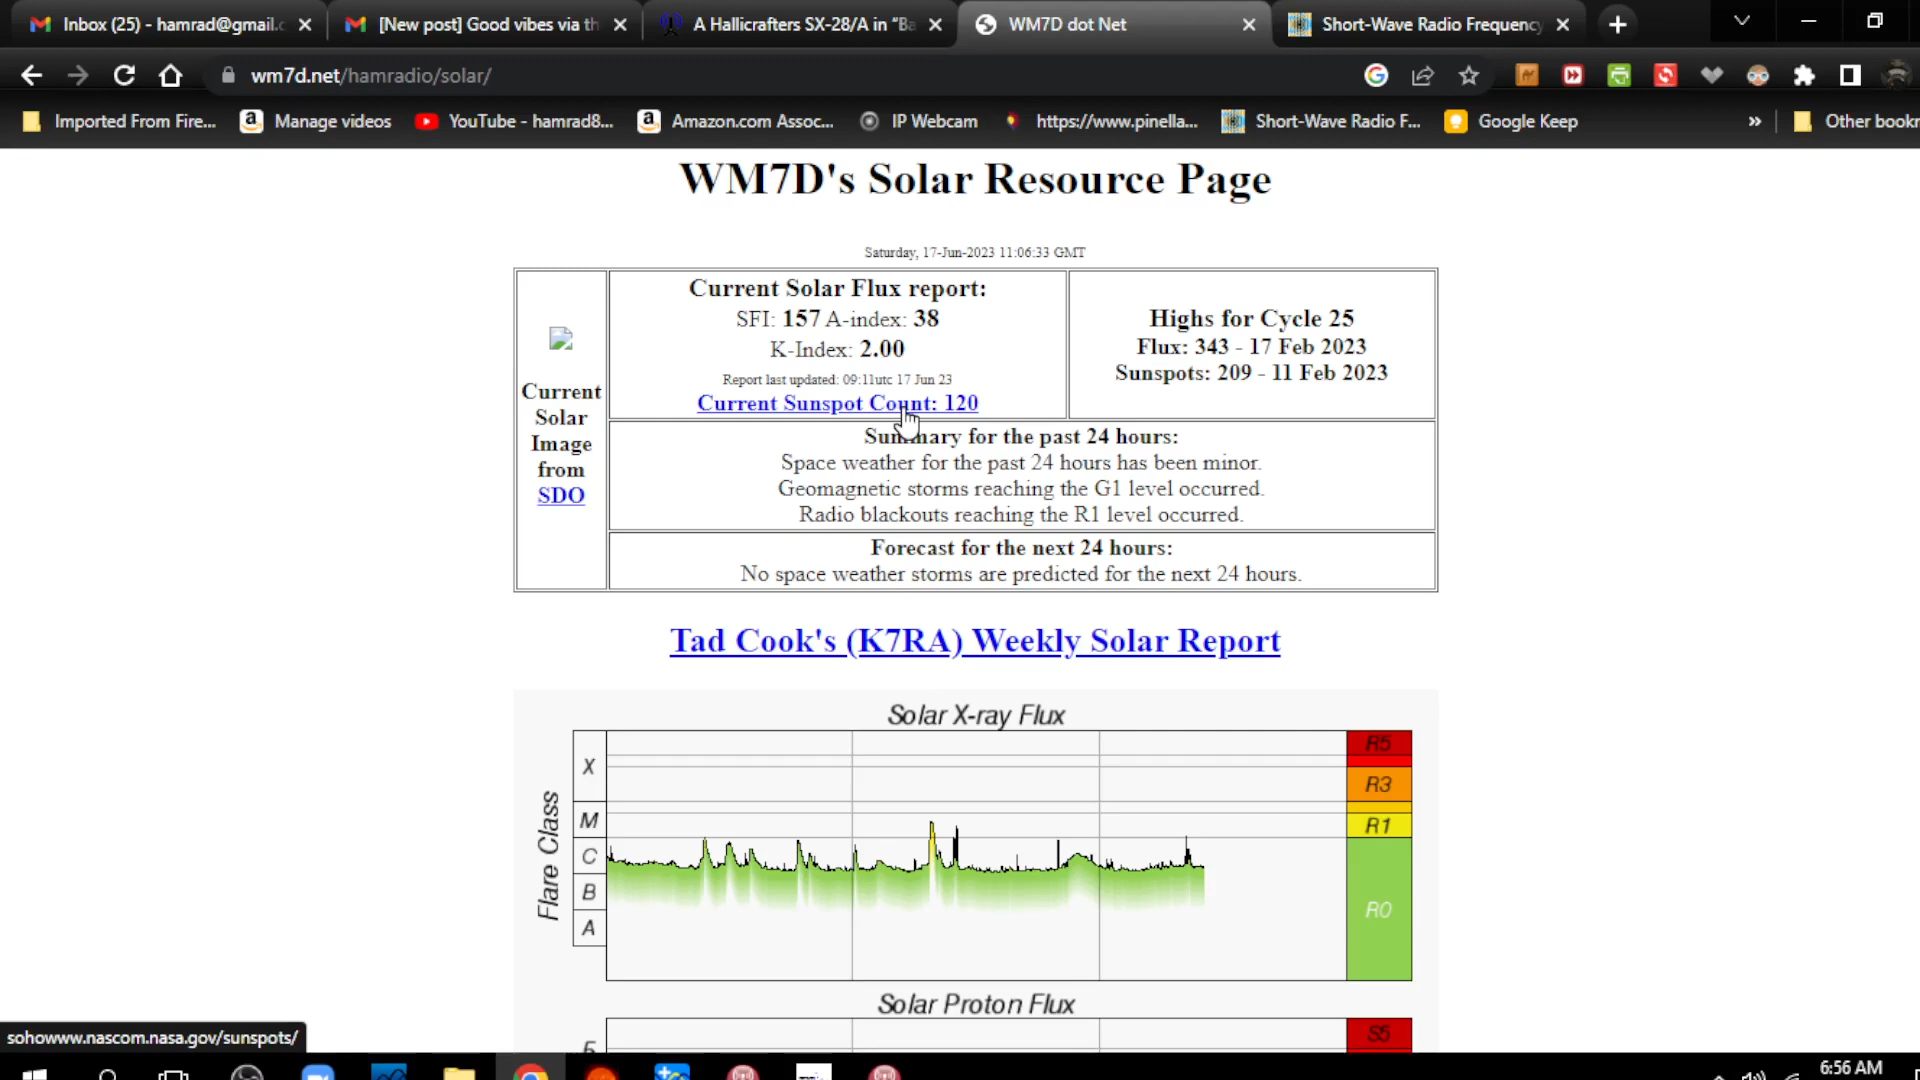 Inbox (25) - hamrad@gmail.c
[New post] Good vibes via th
A Hallicrafters SX-28/A in "Ba
WM7D dot Net
Short-Wave Radio Frequency
wm7d.net/hamradio/solar/
Imported From Fire...
Manage videos
YouTube - hamrad8...
Amazon.com Assoc...
IP Webcam
https://www.pinella...
Short-Wave Radio F...
Google Keep
»
Other bookr
WM7D's Solar Resource Page
Saturday, 17-Jun-2023 11:06:33 GMT
Current Solar Flux report:
SFI: 157 A-index: 38
K-Index: 2.00
Report last updated: 09:11utc 17 Jun 23
Current Sunspot Count: 120
Highs for Cycle 25
Flux: 343 - 17 Feb 2023
Sunspots: 209 - 11 Feb 2023
Current
Solar
Image
from
SDO
Summary for the past 24 hours:
Space weather for the past 24 hours has been minor.
Geomagnetic storms reaching the G1 level occurred.
Radio blackouts reaching the R1 level occurred.
Forecast for the next 24 hours:
No space weather storms are predicted for the next 24 hours.
Tad Cook's (K7RA) Weekly Solar Report
Solar X-ray Flux
Flare Class
X
M
C
B
A
R5
R3
R1
R0
Solar Proton Flux
S5
sohowww.nascom.nasa.gov/sunspots/
6:56 AM